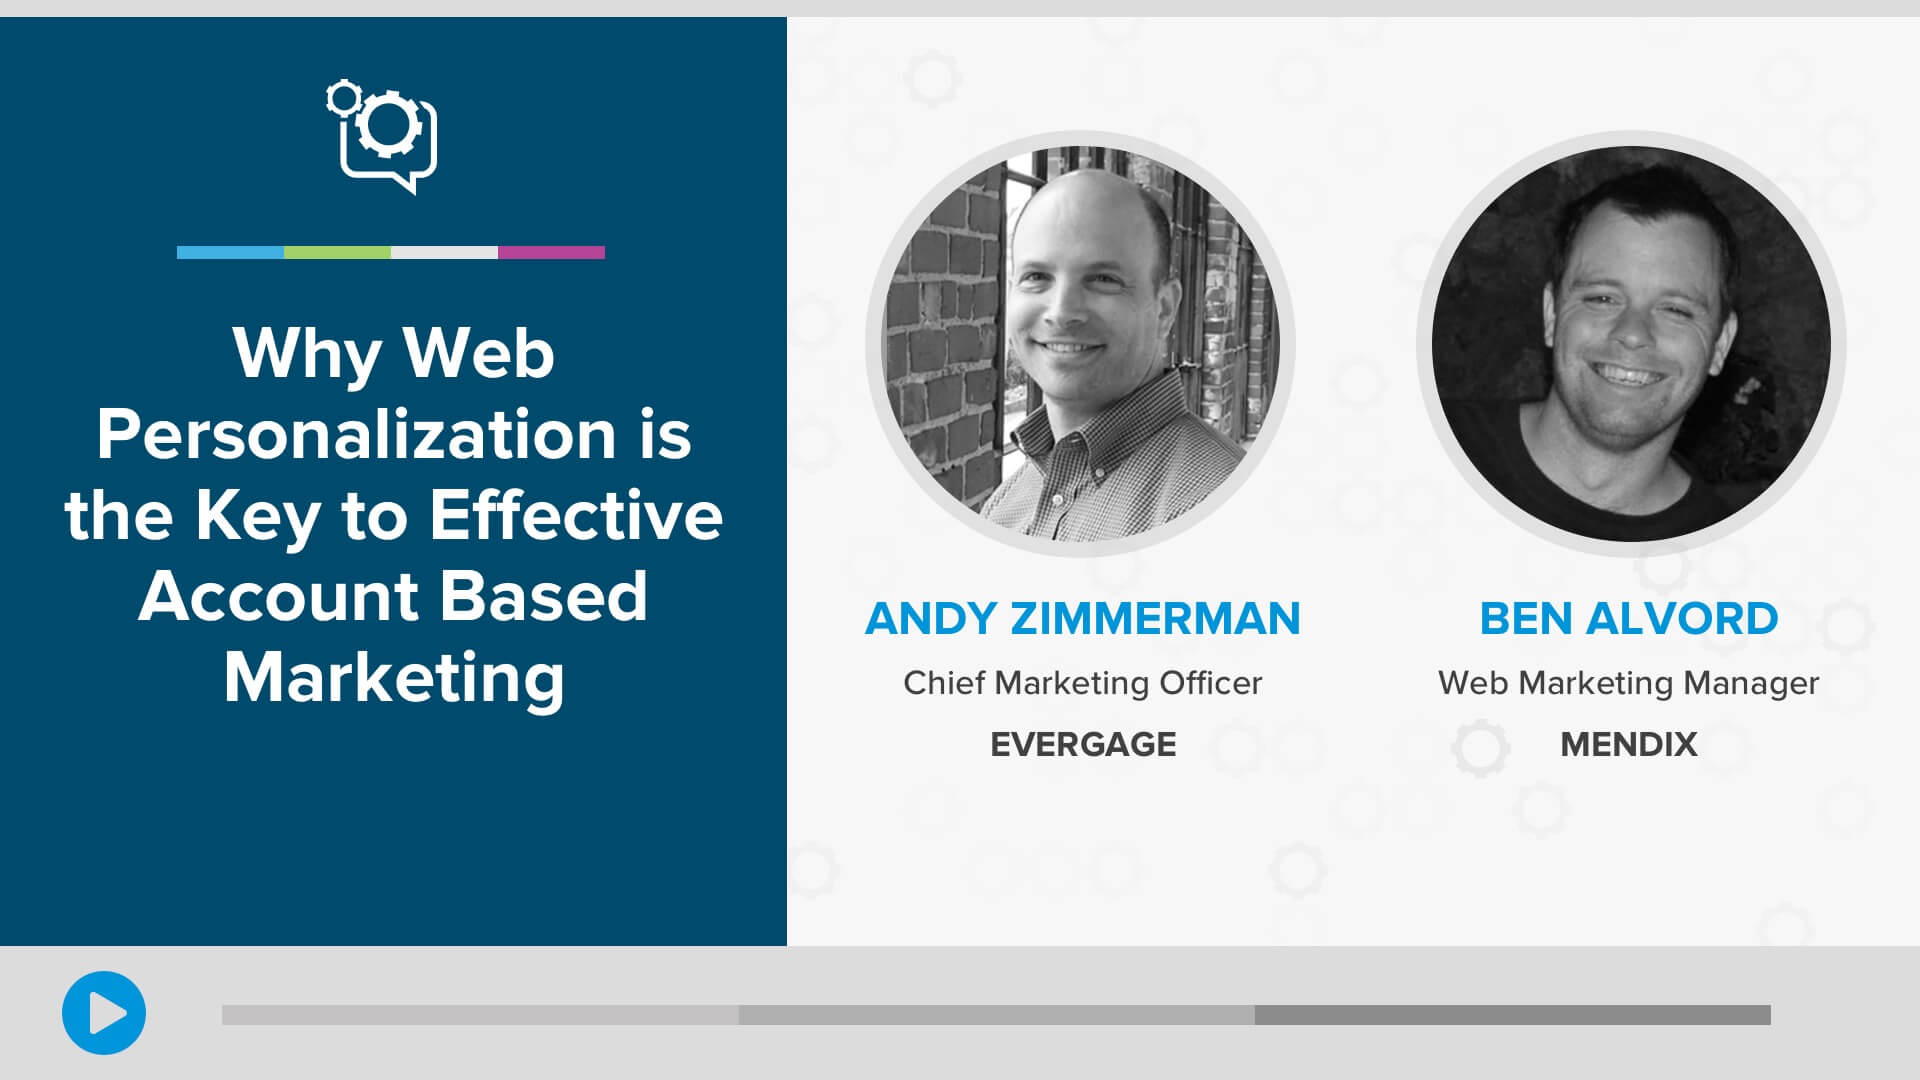 Why Web
Personalization is
the Key to Effective
Account Based
Marketing
ANDY ZIMMERMAN
Chief Marketing Officer
EVERGAGE
BEN ALVORD
Web Marketing Manager
MENDIX